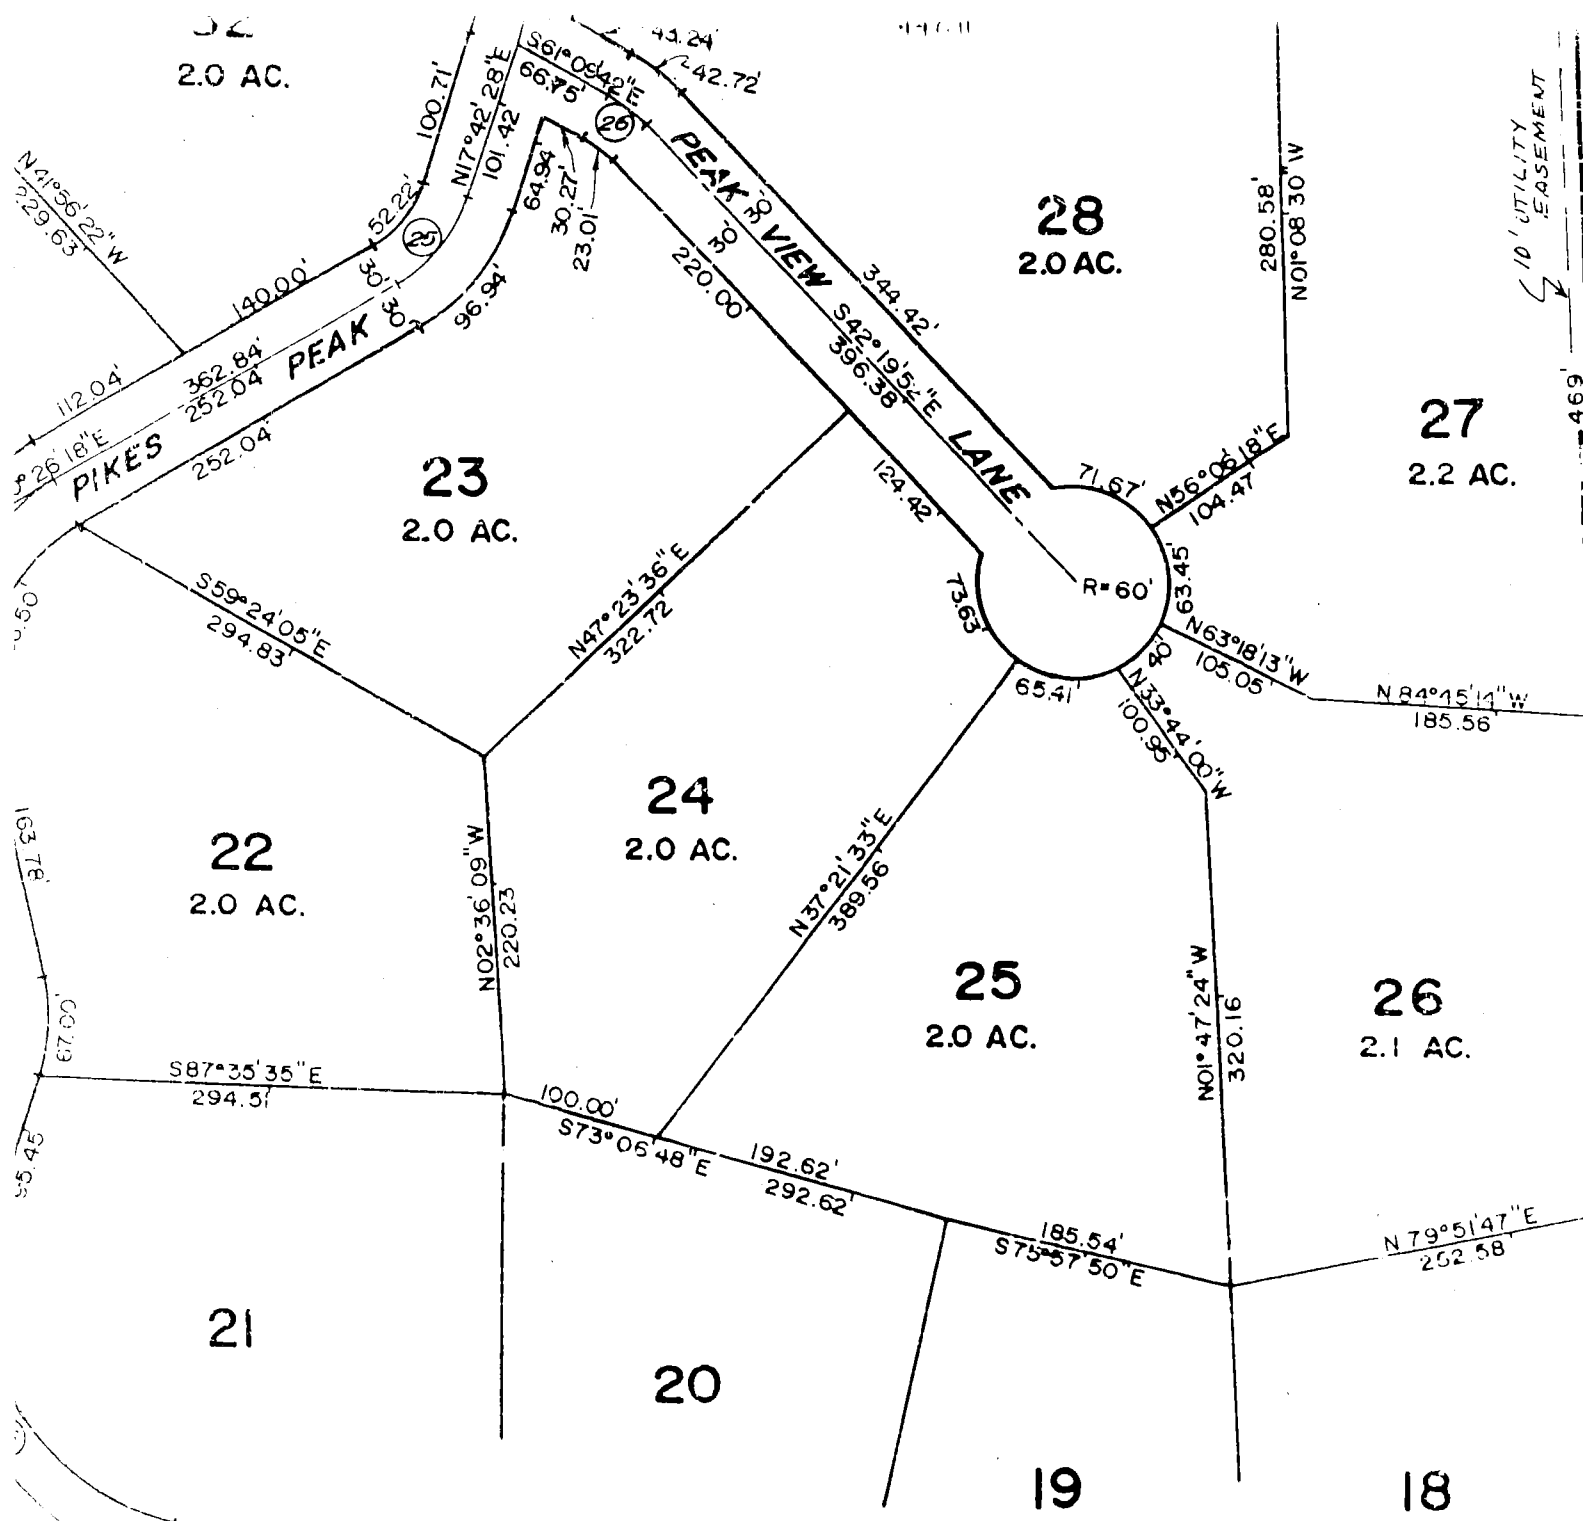 2.0 AC.
100.71'
N17°42'28"E
101.42'
S61°09'42"E
66.75'
26
43.24'
42.72'
N41°56'22"W
229.63
52.22'
25
64.94'
30.27'
23.01'
PEAK VIEW LANE
30'
30'
28
2.0 AC.
280.58'
N01°08'30"W
10' UTILITY
EASEMENT
140.00'
30'
30'
96.94'
220.00'
344.42'
S42°19'52"E
396.38'
112.04'
362.84'
252.04'
PIKES PEAK
252.04'
23
2.0 AC.
124.42'
71.67'
N56°06'18"E
104.47'
27
2.2 AC.
469'
S59°24'05"E
294.83'
N47°23'36"E
322.72'
73.63'
R=60'
63.45'
N63°18'13"W
105.05'
40'
65.41'
N33°44'00"W
100.95'
N84°45'14"W
185.56'
163.78'
22
2.0 AC.
N02°36'09"W
220.23
24
2.0 AC.
N37°21'33"E
389.56'
25
2.0 AC.
N01°47'24"W
320.16'
26
2.1 AC.
67.00'
S87°35'35"E
294.51'
100.00'
S73°06'48"E
192.62'
292.62'
185.54'
S75°57'50"E
N79°51'47"E
252.58'
21
20
19
18